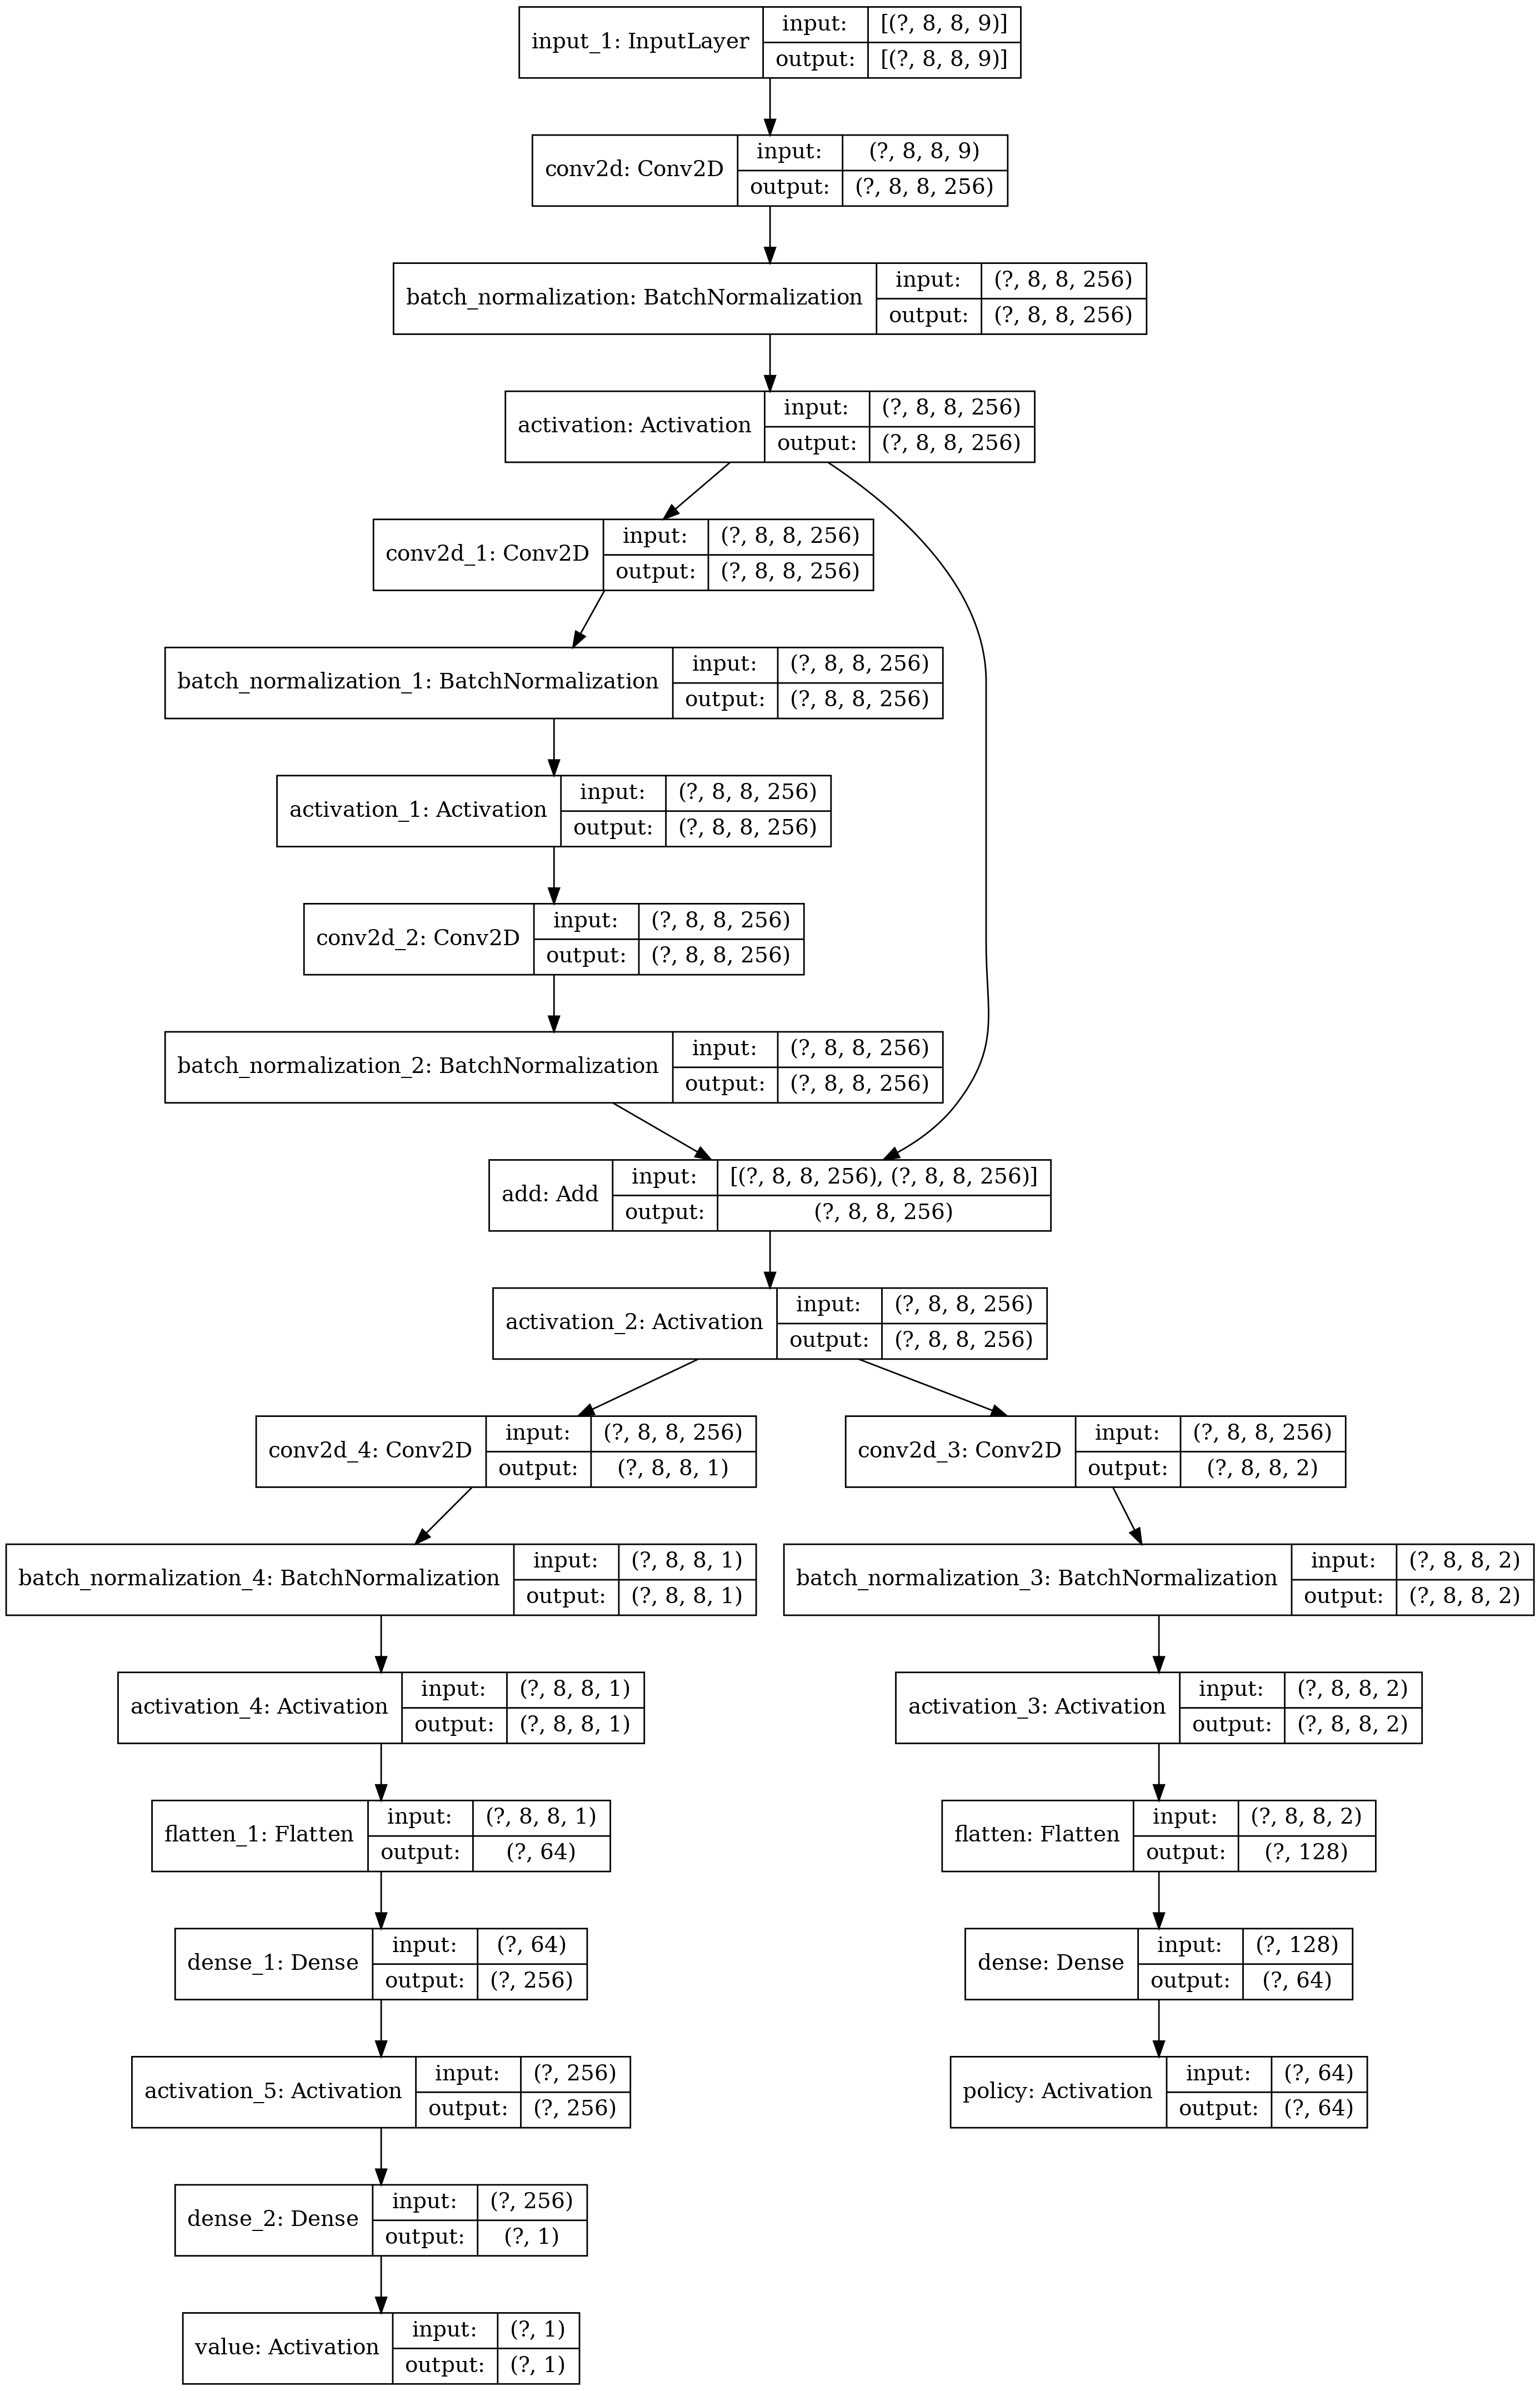 input_1: InputLayer
input: [(?, 8, 8, 9)]
output: [(?, 8, 8, 9)]
conv2d: Conv2D
input: (?, 8, 8, 9)
output: (?, 8, 8, 256)
batch_normalization: BatchNormalization
input: (?, 8, 8, 256)
output: (?, 8, 8, 256)
activation: Activation
input: (?, 8, 8, 256)
output: (?, 8, 8, 256)
conv2d_1: Conv2D
input: (?, 8, 8, 256)
output: (?, 8, 8, 256)
batch_normalization_1: BatchNormalization
input: (?, 8, 8, 256)
output: (?, 8, 8, 256)
activation_1: Activation
input: (?, 8, 8, 256)
output: (?, 8, 8, 256)
conv2d_2: Conv2D
input: (?, 8, 8, 256)
output: (?, 8, 8, 256)
batch_normalization_2: BatchNormalization
input: (?, 8, 8, 256)
output: (?, 8, 8, 256)
add: Add
input: [(?, 8, 8, 256), (?, 8, 8, 256)]
output: (?, 8, 8, 256)
activation_2: Activation
input: (?, 8, 8, 256)
output: (?, 8, 8, 256)
conv2d_4: Conv2D
input: (?, 8, 8, 256)
output: (?, 8, 8, 1)
conv2d_3: Conv2D
input: (?, 8, 8, 256)
output: (?, 8, 8, 2)
batch_normalization_4: BatchNormalization
input: (?, 8, 8, 1)
output: (?, 8, 8, 1)
batch_normalization_3: BatchNormalization
input: (?, 8, 8, 2)
output: (?, 8, 8, 2)
activation_4: Activation
input: (?, 8, 8, 1)
output: (?, 8, 8, 1)
activation_3: Activation
input: (?, 8, 8, 2)
output: (?, 8, 8, 2)
flatten_1: Flatten
input: (?, 8, 8, 1)
output: (?, 64)
flatten: Flatten
input: (?, 8, 8, 2)
output: (?, 128)
dense_1: Dense
input: (?, 64)
output: (?, 256)
dense: Dense
input: (?, 128)
output: (?, 64)
activation_5: Activation
input: (?, 256)
output: (?, 256)
policy: Activation
input: (?, 64)
output: (?, 64)
dense_2: Dense
input: (?, 256)
output: (?, 1)
value: Activation
input: (?, 1)
output: (?, 1)